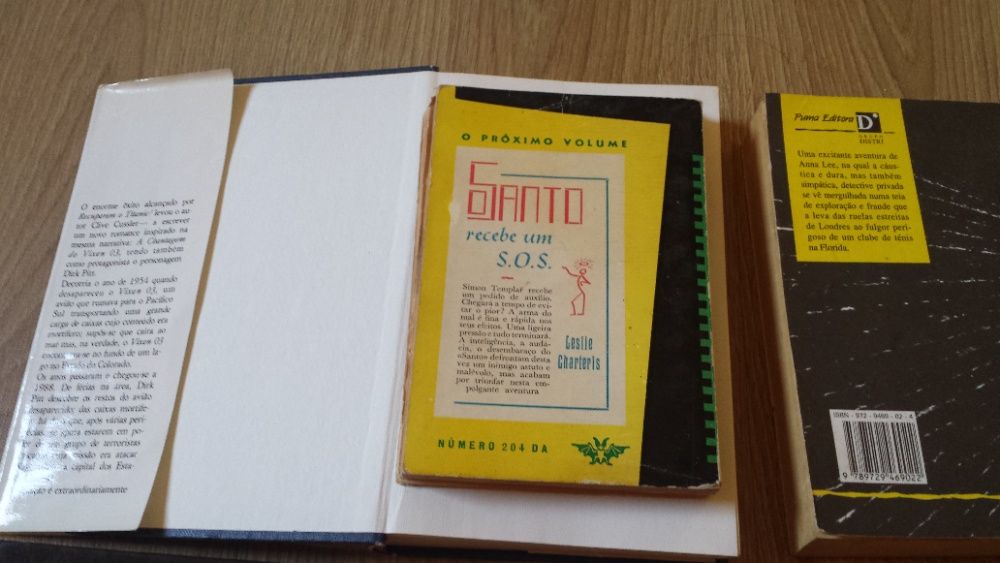 O enorme êxito alcançado por
Recuperem o Titanic! levou o au-
tor Clive Cussler a escrever
um novo romance inspirado na
mesma narrativa: A Chantagem
de Vixen 03, tendo também
como protagonista o personagem
Dirk Pitt.
Decorria o ano de 1954 quando
desapareceu o Vixen 03, um
avião que rumava para o Pacífico
Sul transportando uma grande
carga de caixas cujo conteúdo era
mortífero; supôs-se que caíra ao
mar mas, na verdade, o Vixen 03
encontrava-se no fundo de um la-
go no Estado do Colorado.
Os anos passaram e chegou-se a
1988. De férias na área, Dirk
Pitt descobre os restos do avião
desaparecido; das caixas mortífe-
há que, após várias perí-
se espera estarem em po-
grupo de terroristas
missão era atacar
capital dos Esta-
é extraordinariamente
O PRÓXIMO VOLUME
SANTO
recebe um
S.O.S.
Simon Templar recebe
um pedido de auxílio.
Chegará a tempo de evi-
tar o pior? A arma do
mal é fina e rápida nos
seus efeitos. Uma ligeira
pressão e tudo terminará.
A inteligência, a audá-
cia, o desembaraço do
«Santo» defrontam desta
vez um inimigo astuto e
malévolo, mas acabam
por triunfar nesta em-
polgante aventura
Leslie
Charteris
NÚMERO 204 DA
Puma Editora
D+
GRUPO
DISTRI
Uma excitante aventura de
Anna Lee, na qual a cáus-
tica e dura, mas também
simpática, detective privada
se vê mergulhada numa teia
de exploração e fraude que
a leva das ruelas estreitas
de Londres ao fulgor peri-
goso de um clube de ténis
na Florida.
ISBN - 972 - 9469 - 02 - 4
9 789729 469022